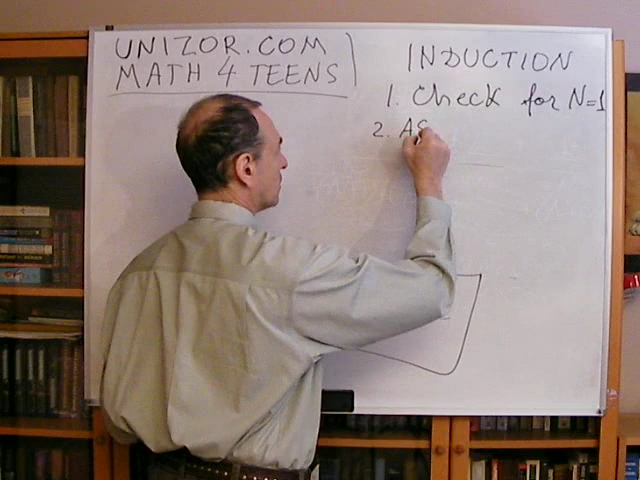 UNIZOR.COM
MATH 4 TEENS
INDUCTION
1. Check for N=1
2. AS